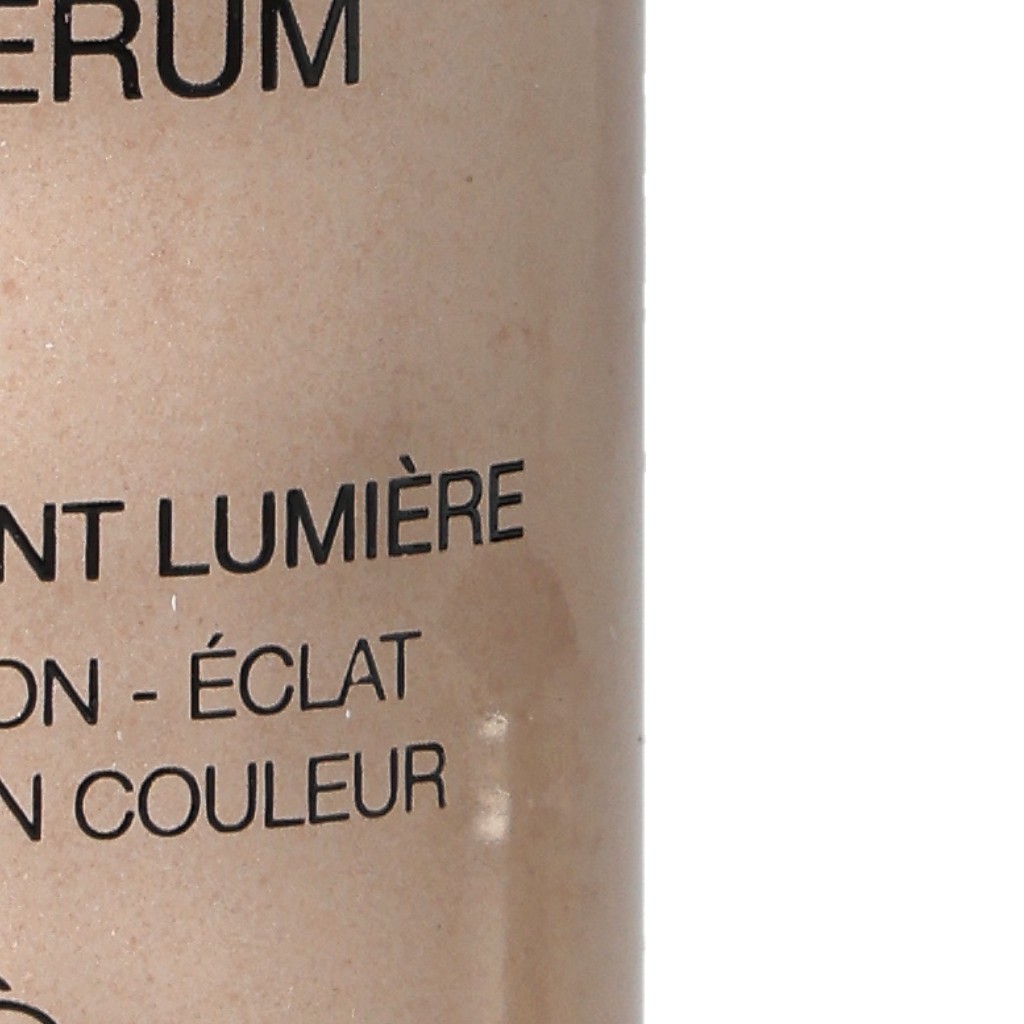 ERUM
NT LUMIÈRE
ON - ÉCLAT
N COULEUR